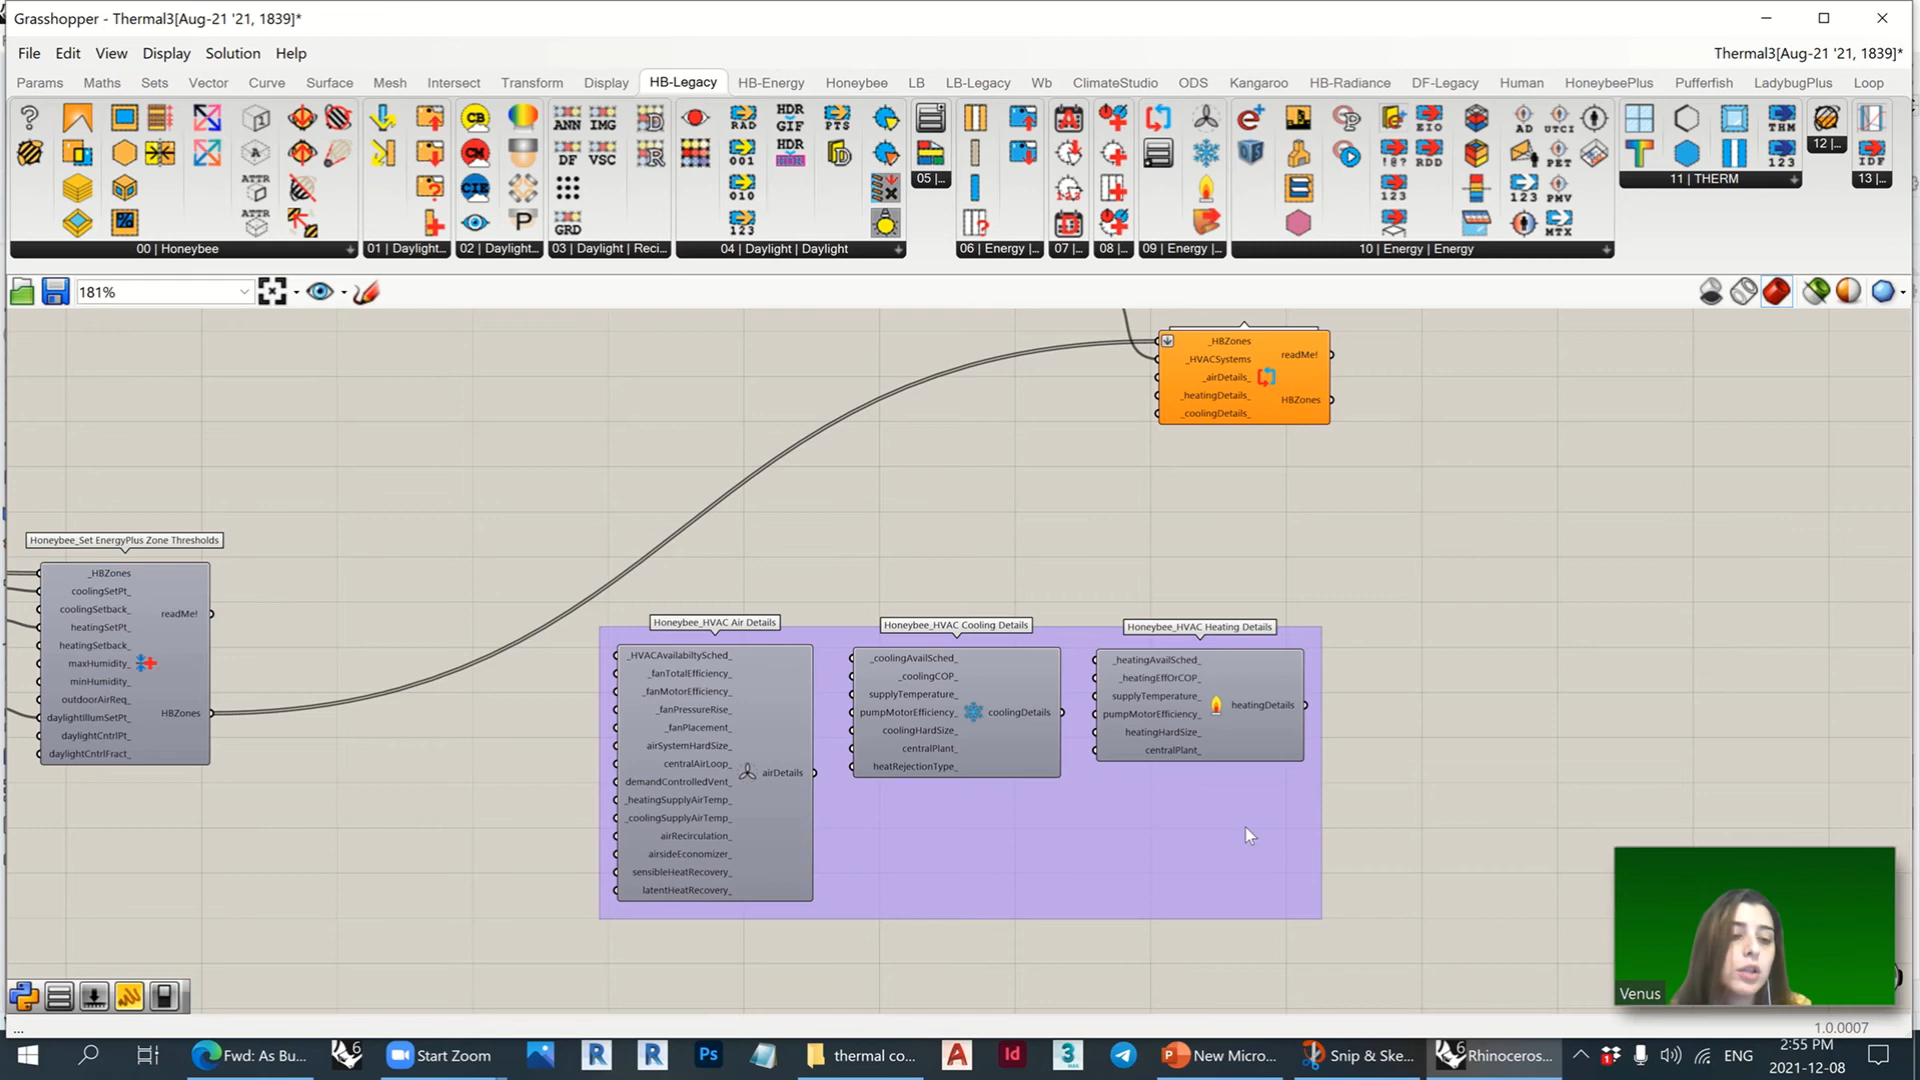 Grasshopper - Thermal3[Aug-21 '21, 1839]*
File Edit View Display Solution Help
Thermal3[Aug-21 '21, 1839]*
Params Maths Sets Vector Curve Surface Mesh Intersect Transform Display HB-Legacy HB-Energy Honeybee LB LB-Legacy Wb ClimateStudio ODS Kangaroo HB-Radiance DF-Legacy Human HoneybeePlus Pufferfish LadybugPlus Loop
00 | Honeybee
01 | Daylight...
02 | Daylight...
03 | Daylight | Reci...
04 | Daylight | Daylight
05 |...
06 | Energy |...
07 |...
08 |...
09 | Energy |...
10 | Energy | Energy
11 | THERM
12 |...
13 |...
181%
_HBZones
_HVACSystems
_airDetails_
_heatingDetails_
_coolingDetails_
readMe!
HBZones
Honeybee_Set EnergyPlus Zone Thresholds
_HBZones
coolingSetPt_
coolingSetback_
heatingSetPt_
heatingSetback_
maxHumidity_
minHumidity_
outdoorAirReq_
daylightIllumSetPt_
daylightCntrlPt_
daylightCntrlFract_
readMe!
HBZones
Honeybee_HVAC Air Details
_HVACAvailabiltySched_
_fanTotalEfficiency_
_fanMotorEfficiency_
_fanPressureRise_
_fanPlacement_
airSystemHardSize_
centralAirLoop_
demandControlledVent_
_heatingSupplyAirTemp_
_coolingSupplyAirTemp_
airRecirculation_
airsideEconomizer_
sensibleHeatRecovery_
latentHeatRecovery_
airDetails
Honeybee_HVAC Cooling Details
_coolingAvailSched_
_coolingCOP_
supplyTemperature_
pumpMotorEfficiency_
coolingHardSize_
centralPlant_
heatRejectionType_
coolingDetails
Honeybee_HVAC Heating Details
_heatingAvailSched_
_heatingEffOrCOP_
supplyTemperature_
pumpMotorEfficiency_
heatingHardSize_
centralPlant_
heatingDetails
Venus
...
1.0.0007
Fwd: As Bu...
Start Zoom
thermal co...
New Micro...
Snip & Ske...
Rhinoceros...
ENG
2:55 PM
2021-12-08